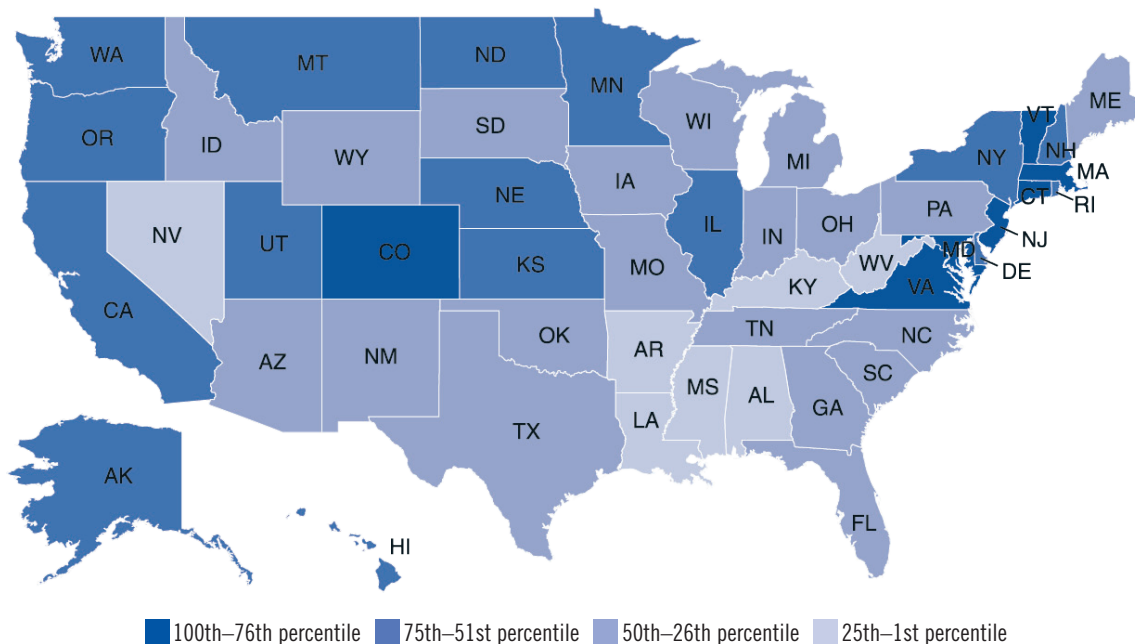 WA
MT
ND
MN
VT
ME
OR
ID
SD
WI
NY
NH
WY
MI
MA
IA
CT
RI
NE
PA
NV
UT
CO
IL
IN
OH
NJ
KS
MO
WV
MD
DE
CA
KY
VA
OK
TN
NC
AZ
NM
AR
SC
MS
AL
GA
TX
LA
AK
FL
HI
100th–76th percentile 75th–51st percentile 50th–26th percentile 25th–1st percentile